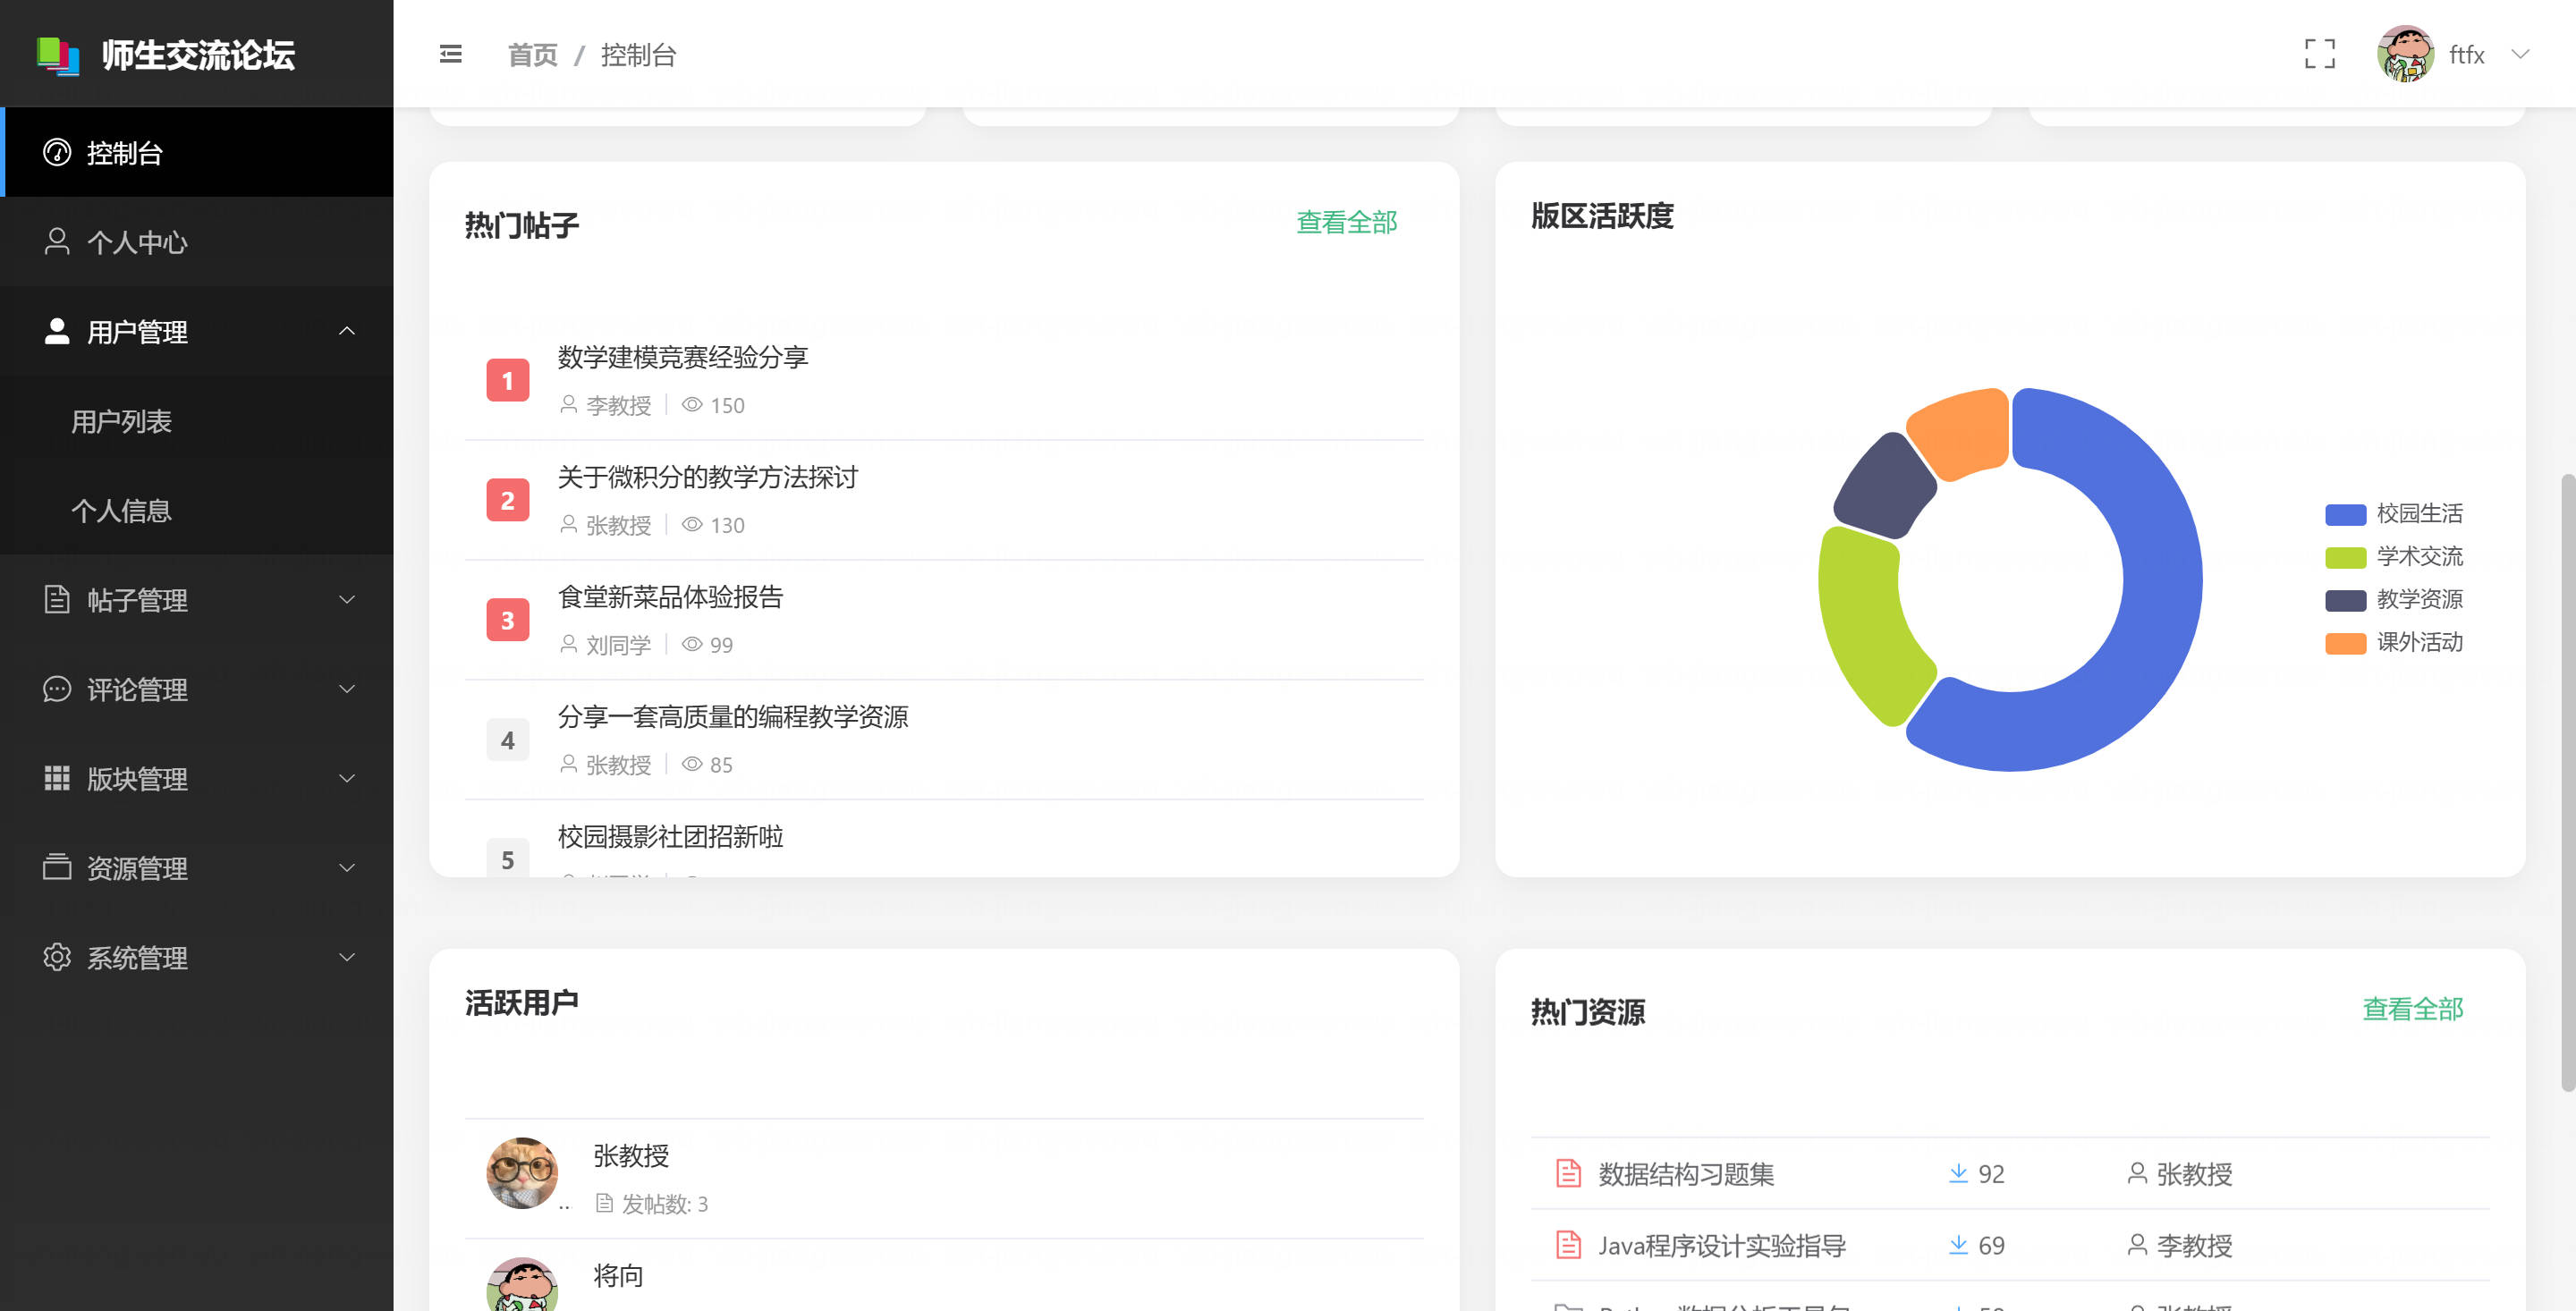 师生交流论坛
首页 / 控制台
ftfx
控制台
个人中心
用户管理
用户列表
个人信息
帖子管理
评论管理
版块管理
资源管理
系统管理
热门帖子
查看全部
1
数学建模竞赛经验分享
李教授 150
2
关于微积分的教学方法探讨
张教授 130
3
食堂新菜品体验报告
刘同学 99
4
分享一套高质量的编程教学资源
张教授 85
5
校园摄影社团招新啦
版区活跃度
校园生活
学术交流
教学资源
课外活动
活跃用户
张教授
发帖数: 3
将向
热门资源
查看全部
数据结构习题集 92 张教授
Java程序设计实验指导 69 李教授